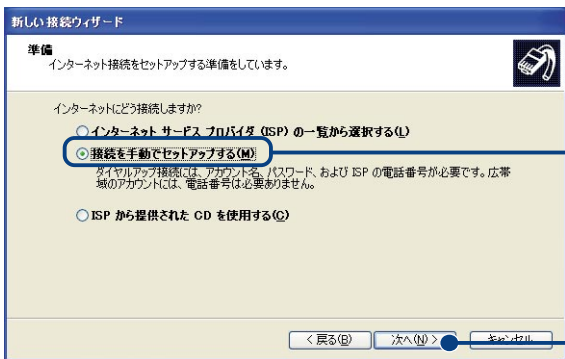 新しい接続ウィザード
準備
インターネット接続をセットアップする準備をしています。
インターネットにどう接続しますか?
インターネット サービス プロバイダ (ISP) の一覧から選択する(L)
接続を手動でセットアップする(M)
ダイヤルアップ接続には、アカウント名、パスワード、および ISP の電話番号が必要です。広帯
域のアカウントには、電話番号は必要ありません。
ISP から提供された CD を使用する(C)
< 戻る(B) 次へ(N) > キャンセル